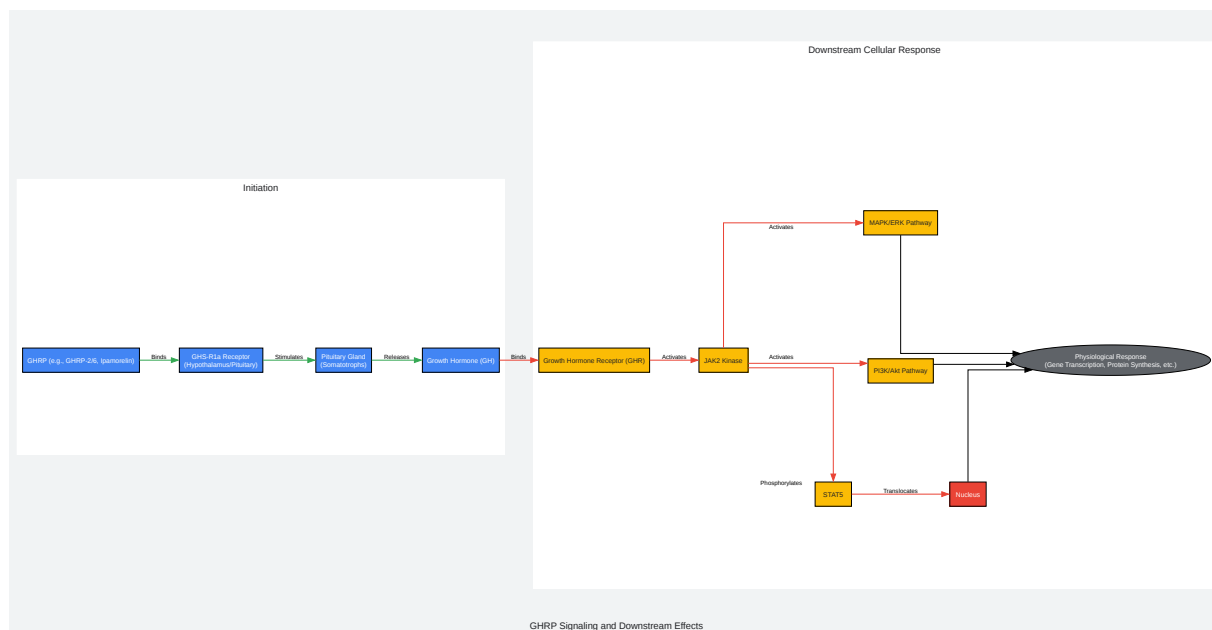 Downstream Cellular Response
Initiation
MAPK/ERK Pathway
Activates
GHRP (e.g., GHRP-2/6, Ipamorelin)
Binds
GHS-R1a Receptor
(Hypothalamus/Pituitary)
Stimulates
Pituitary Gland
(Somatotrophs)
Releases
Growth Hormone (GH)
Binds
Growth Hormone Receptor (GHR)
Activates
JAK2 Kinase
Activates
PI3K/Akt Pathway
Physiological Response
(Gene Transcription, Protein Synthesis, etc.)
Phosphorylates
STAT5
Translocates
Nucleus
GHRP Signaling and Downstream Effects